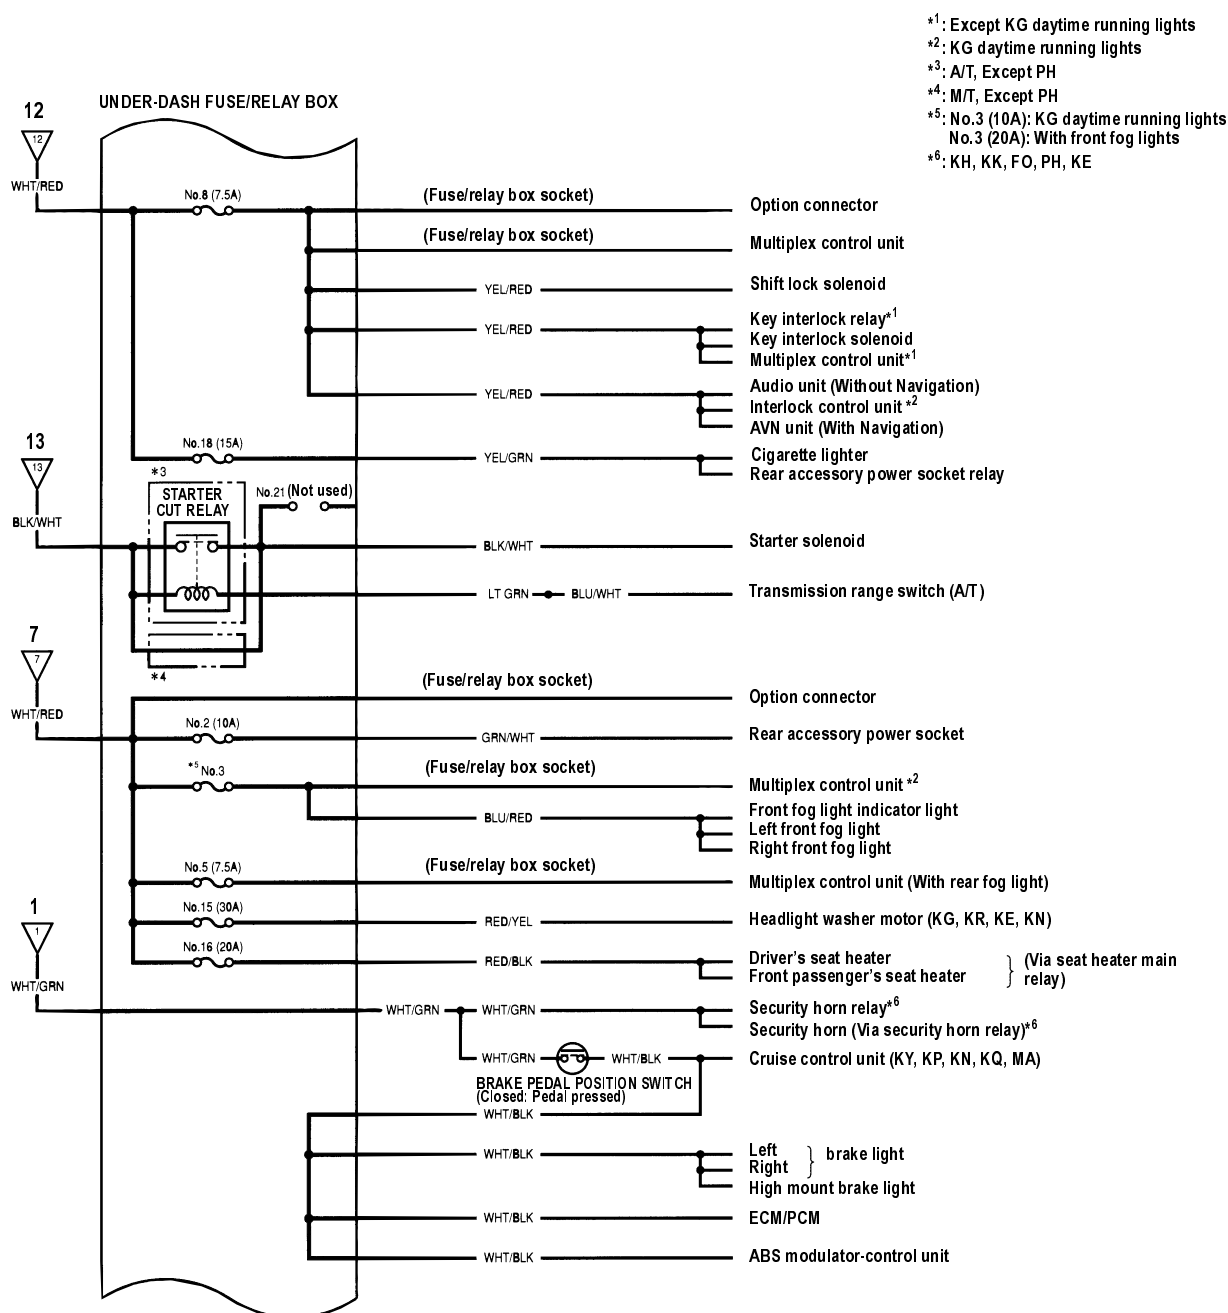 *1: Except KG daytime running lights
*2: KG daytime running lights
*3: A/T, Except PH
*4: M/T, Except PH
*5: No.3 (10A): KG daytime running lights
No.3 (20A): With front fog lights
*6: KH, KK, FO, PH, KE
UNDER-DASH FUSE/RELAY BOX
12
12
WHT/RED
No.8 (7.5A)
(Fuse/relay box socket)
Option connector
(Fuse/relay box socket)
Multiplex control unit
YEL/RED
Shift lock solenoid
YEL/RED
Key interlock relay*1
Key interlock solenoid
Multiplex control unit*1
YEL/RED
Audio unit (Without Navigation)
Interlock control unit *2
AVN unit (With Navigation)
13
13
BLK/WHT
No.18 (15A)
YEL/GRN
Cigarette lighter
Rear accessory power socket relay
*3
STARTER
CUT RELAY
No.21 (Not used)
BLK/WHT
Starter solenoid
LT GRN
BLU/WHT
Transmission range switch (A/T)
*4
7
7
WHT/RED
(Fuse/relay box socket)
Option connector
No.2 (10A)
GRN/WHT
Rear accessory power socket
*5 No.3
(Fuse/relay box socket)
Multiplex control unit *2
BLU/RED
Front fog light indicator light
Left front fog light
Right front fog light
No.5 (7.5A)
(Fuse/relay box socket)
Multiplex control unit (With rear fog light)
No.15 (30A)
RED/YEL
Headlight washer motor (KG, KR, KE, KN)
No.16 (20A)
RED/BLK
Driver's seat heater
Front passenger's seat heater
(Via seat heater main
relay)
1
1
WHT/GRN
WHT/GRN
WHT/GRN
Security horn relay*6
Security horn (Via security horn relay)*6
WHT/GRN
WHT/BLK
Cruise control unit (KY, KP, KN, KQ, MA)
BRAKE PEDAL POSITION SWITCH
(Closed: Pedal pressed)
WHT/BLK
WHT/BLK
Left
Right
brake light
High mount brake light
WHT/BLK
ECM/PCM
WHT/BLK
ABS modulator-control unit